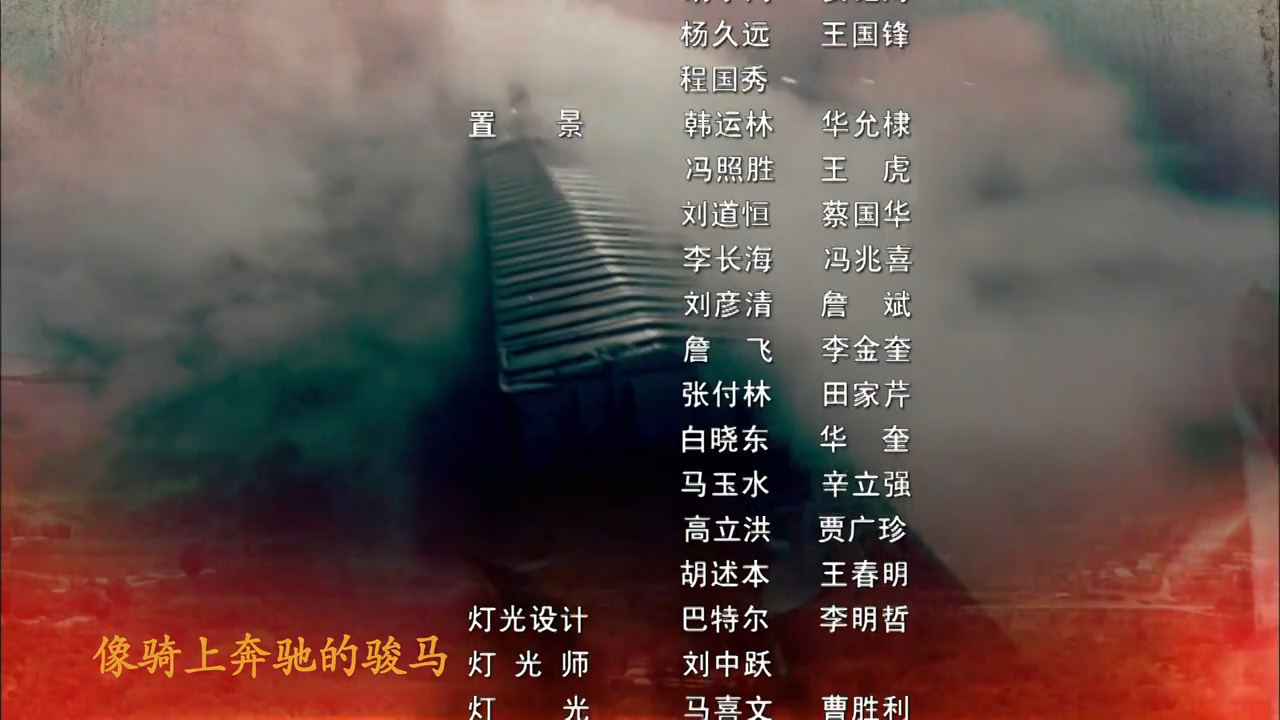 杨久远 王国锋
程国秀
置 景 韩运林 华允棣
冯照胜 王 虎
刘道恒 蔡国华
李长海 冯兆喜
刘彦清 詹 斌
詹 飞 李金奎
张付林 田家芹
白晓东 华 奎
马玉水 辛立强
高立洪 贾广珍
胡述本 王春明
灯光设计 巴特尔 李明哲
像骑上奔驰的骏马
灯 光 师 刘中跃
灯 光 马喜文 曹胜利